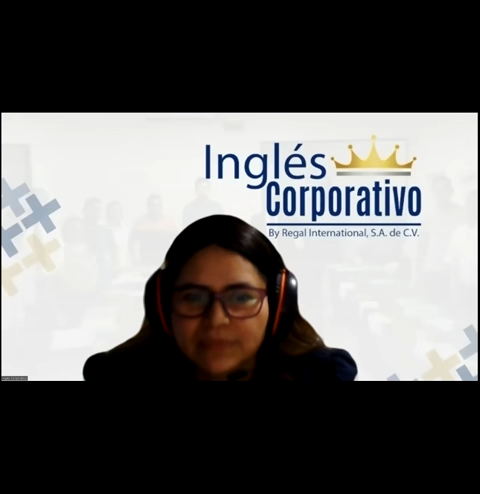 Inglés
Corporativo
By Regal International, S.A. de C.V.